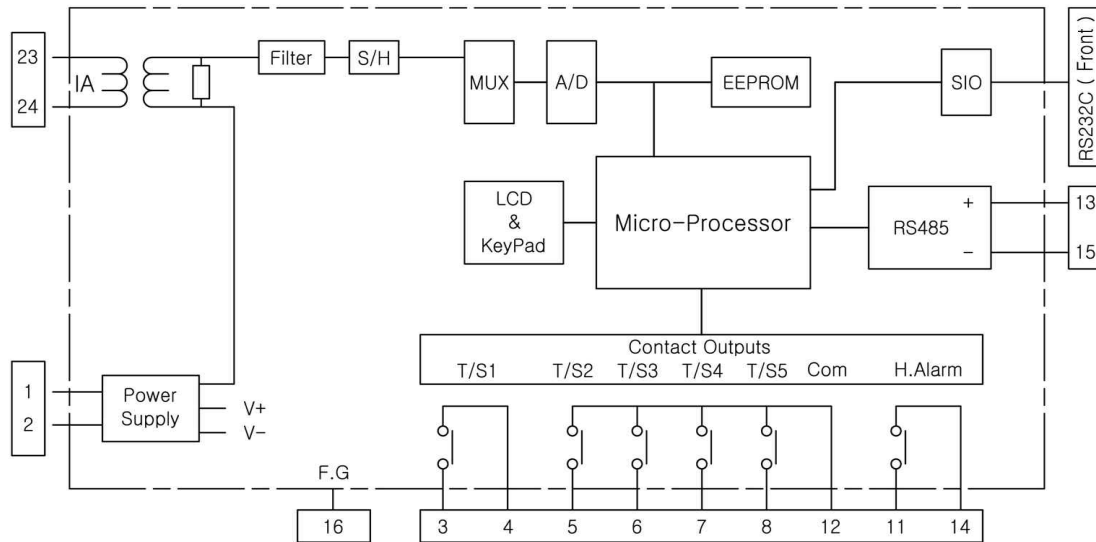 23
24
IA
Filter
S/H
MUX
A/D
EEPROM
SIO
RS232C ( Front )
LCD
&
KeyPad
Micro-Processor
RS485
+
-
13
15
Contact Outputs
T/S1 T/S2 T/S3 T/S4 T/S5 Com H.Alarm
1
2
Power
Supply
V+
V-
F.G
16
3 4 5 6 7 8 12 11 14